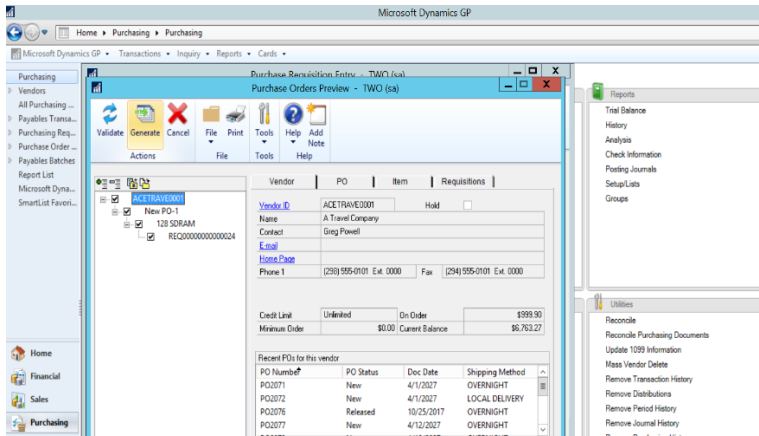 Microsoft Dynamics GP
Home Purchasing Purchasing
Microsoft Dynamics GP Transactions Inquiry Reports Cards
Purchasing
Vendors
All Purchasing ...
Payables Transa...
Purchasing Req...
Purchase Order ...
Payables Batches
Report List
Microsoft Dyna...
SmartList Favori...
Home
Financial
Sales
Purchasing
Purchase Requisition Entry - TWO (sa)
Purchase Orders Preview - TWO (sa)
Validate Generate Cancel File Print Tools Help Add Note
Actions File Tools Help
ACETRAVE0001
New PO-1
128 SDRAM
REQ00000000000024
Vendor PO Item Requisitions
Vendor ID ACETRAVE0001 Hold
Name A Travel Company
Contact Greg Powell
E-mail
Home Page
Phone 1 (298) 555-0101 Ext. 0000 Fax (294) 555-0101 Ext. 0000
Credit Limit Unlimited On Order $999.90
Minimum Order $0.00 Current Balance $6,763.27
Recent POs for this vendor
PO Number PO Status Doc Date Shipping Method
PO2071 New 4/1/2027 OVERNIGHT
PO2072 New 4/1/2027 LOCAL DELIVERY
PO2076 Released 10/25/2017 OVERNIGHT
PO2077 New 4/12/2027 OVERNIGHT
Reports
Trial Balance
History
Analysis
Check Information
Posting Journals
Setup/Lists
Groups
Utilities
Reconcile
Reconcile Purchasing Documents
Update 1099 Information
Mass Vendor Delete
Remove Transaction History
Remove Distributions
Remove Period History
Remove Journal History